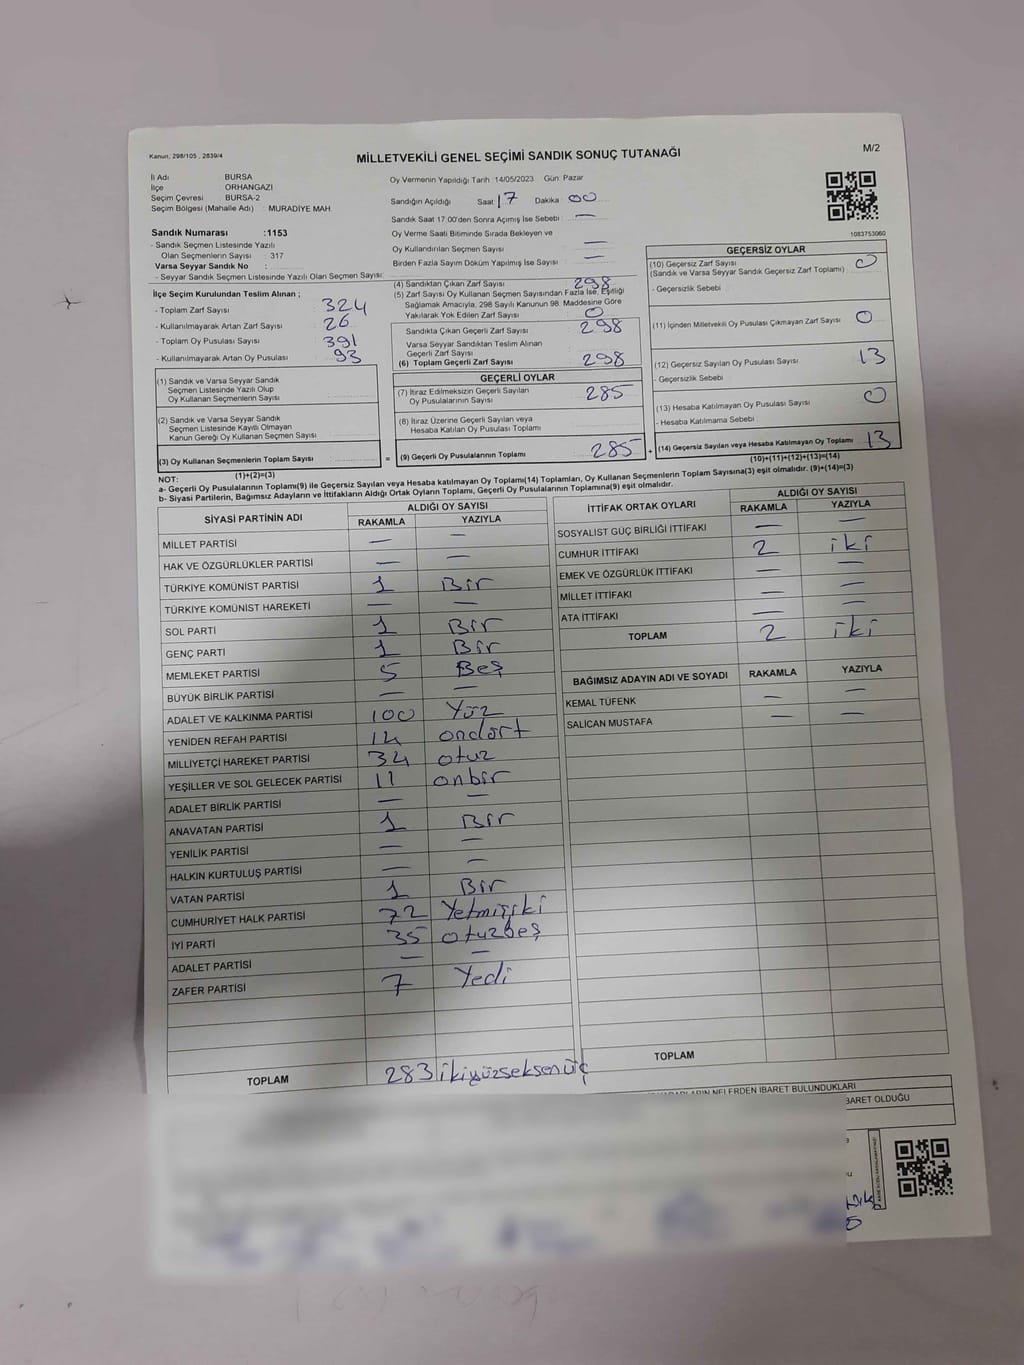 Kanun, 298/105 , 2839/4
MİLLETVEKİLİ GENEL SEÇİMİ SANDIK SONUÇ TUTANAĞI
M/2
İl Adı BURSA
İlçe ORHANGAZİ
Seçim Çevresi BURSA-2
Seçim Bölgesi (Mahalle Adı) : MURADİYE MAH.
Oy Vermenin Yapıldığı Tarih :14/05/2023 Gün: Pazar
Sandığın Açıldığı Saat 17 Dakika 00
Sandık Saat 17:00'den Sonra Açımış İse Sebebi : —
Sandık Numarası :1153
- Sandık Seçmen Listesinde Yazılı
Olan Seçmenlerin Sayısı : 317
Varsa Seyyar Sandık No :
- Seyyar Sandık Seçmen Listesinde Yazılı Olan Seçmen Sayısı:
Oy Verme Saati Bitiminde Sırada Bekleyen ve
Oy Kullandırılan Seçmen Sayısı : —
Birden Fazla Sayım Döküm Yapılmış İse Sayısı : —
1083753060
İlçe Seçim Kurulundan Teslim Alınan ;
- Toplam Zarf Sayısı : 324
- Kullanılmayarak Artan Zarf Sayısı : 26
- Toplam Oy Pusulası Sayısı : 391
- Kullanılmayarak Artan Oy Pusulası : 93
(4) Sandıktan Çıkan Zarf Sayısı : 298
(5) Zarf Sayısı Oy Kullanan Seçmen Sayısından Fazla İse, Eşitliği
Sağlamak Amacıyla, 298 Sayılı Kanunun 98. Maddesine Göre
Yakılarak Yok Edilen Zarf Sayısı : 0
Sandıkta Çıkan Geçerli Zarf Sayısı : 298
Varsa Seyyar Sandıktan Teslim Alınan
Geçerli Zarf Sayısı :
(6) Toplam Geçerli Zarf Sayısı : 298
GEÇERSİZ OYLAR
(10) Geçersiz Zarf Sayısı 0
(Sandık ve Varsa Seyyar Sandık Geçersiz Zarf Toplamı) :
- Geçersizlik Sebebi :
(11) İçinden Milletvekili Oy Pusulası Çıkmayan Zarf Sayısı : 0
(12) Geçersiz Sayılan Oy Pusulası Sayısı : 13
- Geçersizlik Sebebi :
(13) Hesaba Katılmayan Oy Pusulası Sayısı : 0
- Hesaba Katılmama Sebebi :
(14) Geçersiz Sayılan veya Hesaba Katılmayan Oy Toplamı : 13
(10)+(11)+(12)+(13)=(14)
(1) Sandık ve Varsa Seyyar Sandık
Seçmen Listesinde Yazılı Olup
Oy Kullanan Seçmenlerin Sayısı :
(2) Sandık ve Varsa Seyyar Sandık
Seçmen Listesinde Kayıtlı Olmayan
Kanun Gereği Oy Kullanan Seçmen Sayısı :
(3) Oy Kullanan Seçmenlerin Toplam Sayısı :
(1)+(2)=(3)
GEÇERLİ OYLAR
(7) İtiraz Edilmeksizin Geçerli Sayılan
Oy Pusulalarının Sayısı : 285
(8) İtiraz Üzerine Geçerli Sayılan veya
Hesaba Katılan Oy Pusulası Toplamı :
= (9) Geçerli Oy Pusulalarının Toplamı : 285 +
NOT:
a- Geçerli Oy Pusulalarının Toplamı(9) ile Geçersiz Sayılan veya Hesaba katılmayan Oy Toplamı(14) Toplamları, Oy Kullanan Seçmenlerin Toplam Sayısına(3) eşit olmalıdır. (9)+(14)=(3)
b- Siyasi Partilerin, Bağımsız Adayların ve İttifakların Aldığı Ortak Oyların Toplamı, Geçerli Oy Pusulalarının Toplamına(9) eşit olmalıdır.
SİYASİ PARTİNİN ADI ALDIĞI OY SAYISI
RAKAMLA YAZIYLA
MİLLET PARTİSİ — —
HAK VE ÖZGÜRLÜKLER PARTİSİ — —
TÜRKİYE KOMÜNİST PARTİSİ 1 Bir
TÜRKİYE KOMÜNİST HAREKETİ — —
SOL PARTİ 1 Bir
GENÇ PARTİ 1 Bir
MEMLEKET PARTİSİ 5 Beş
BÜYÜK BİRLİK PARTİSİ — —
ADALET VE KALKINMA PARTİSİ 100 Yüz
YENİDEN REFAH PARTİSİ 14 ondört
MİLLİYETÇİ HAREKET PARTİSİ 34 otuz
YEŞİLLER VE SOL GELECEK PARTİSİ 11 onbir
ADALET BİRLİK PARTİSİ — —
ANAVATAN PARTİSİ 1 Bir
YENİLİK PARTİSİ — —
HALKIN KURTULUŞ PARTİSİ — —
VATAN PARTİSİ 1 Bir
CUMHURİYET HALK PARTİSİ 72 Yetmişiki
İYİ PARTİ 35 otuzbeş
ADALET PARTİSİ — —
ZAFER PARTİSİ 7 Yedi
TOPLAM 283 ikiyüzseksenüç
İTTİFAK ORTAK OYLARI ALDIĞI OY SAYISI
RAKAMLA YAZIYLA
SOSYALİST GÜÇ BİRLİĞİ İTTİFAKI — —
CUMHUR İTTİFAKI 2 iki
EMEK VE ÖZGÜRLÜK İTTİFAKI — —
MİLLET İTTİFAKI — —
ATA İTTİFAKI — —
TOPLAM 2 iki
BAĞIMSIZ ADAYIN ADI VE SOYADI RAKAMLA YAZIYLA
KEMAL TÜFENK — —
SALİCAN MUSTAFA — —
TOPLAM
NELERDEN İBARET BULUNDUKLARI
BARET OLDUĞU